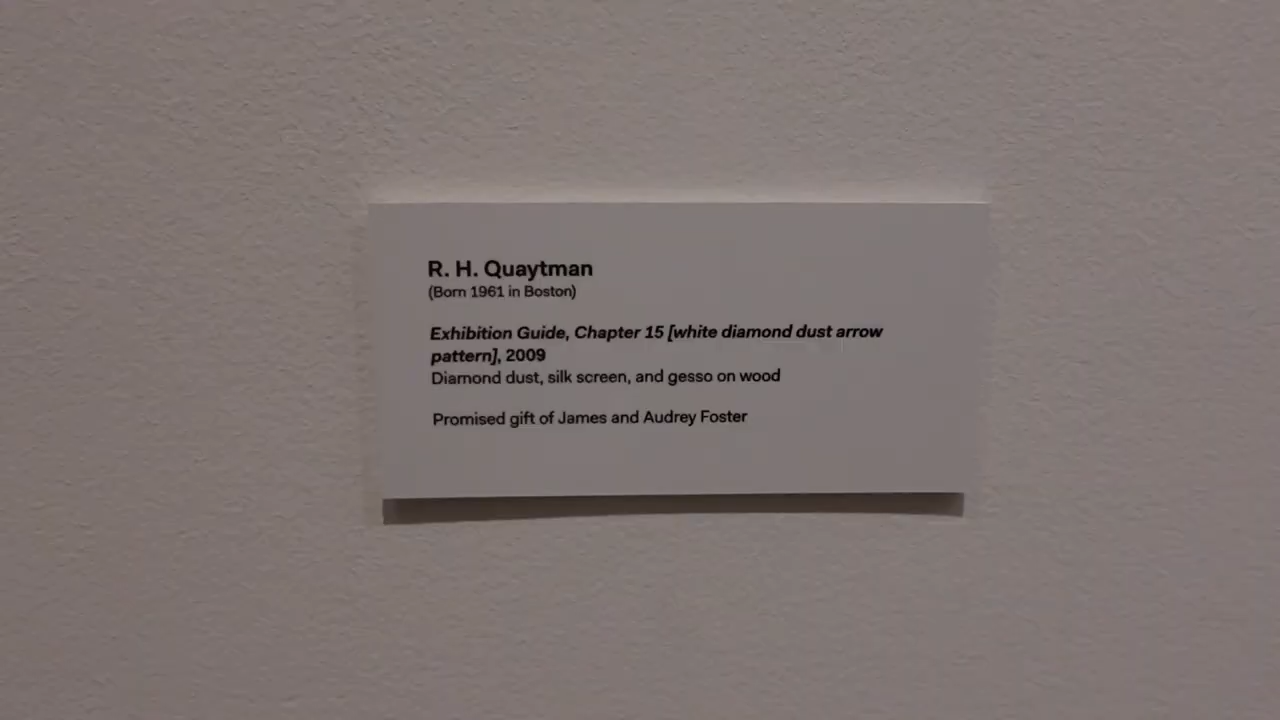 R. H. Quaytman
(Born 1961 in Boston)
Exhibition Guide, Chapter 15 [white diamond dust arrow
pattern], 2009
Diamond dust, silk screen, and gesso on wood
Promised gift of James and Audrey Foster